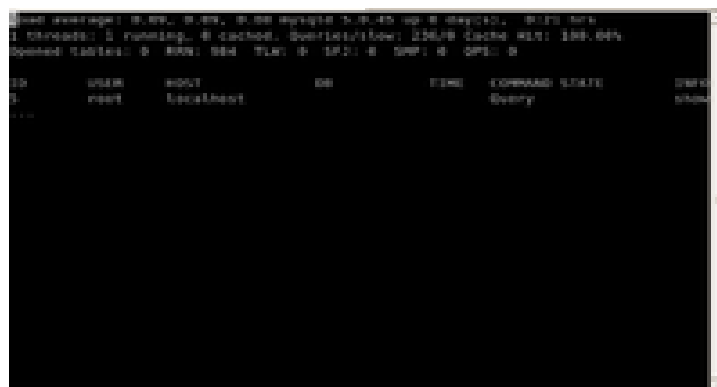 Load average: 0.00, 0.00, 0.00 mysqld 5.0.45 up 0 day(s), 0:21 hrs
1 threads: 1 running, 0 cached. Queries/slow: 236/0 Cache Hit: 100.00%
Opened tables: 0 RRN: TLW: 0 SFJ: 0 SMP: 0 QPS: 0
ID USER HOST DB TIME COMMAND STATE INFO
5 root localhost Query show
---